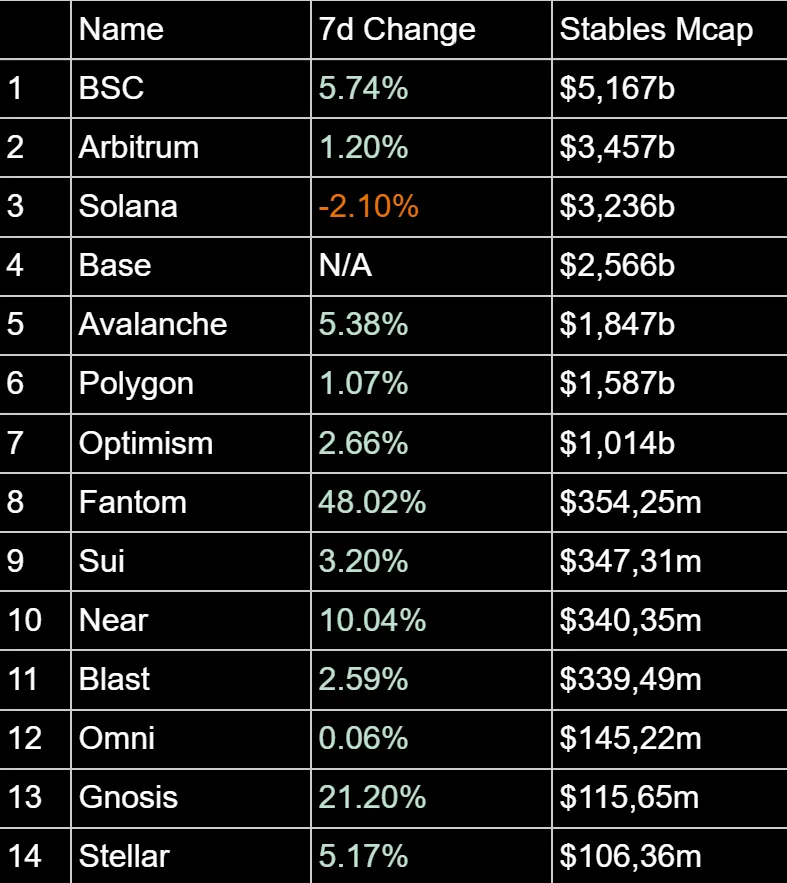 Name 7d Change Stables Mcap
1 BSC 5.74% $5,167b
2 Arbitrum 1.20% $3,457b
3 Solana -2.10% $3,236b
4 Base N/A $2,566b
5 Avalanche 5.38% $1,847b
6 Polygon 1.07% $1,587b
7 Optimism 2.66% $1,014b
8 Fantom 48.02% $354,25m
9 Sui 3.20% $347,31m
10 Near 10.04% $340,35m
11 Blast 2.59% $339,49m
12 Omni 0.06% $145,22m
13 Gnosis 21.20% $115,65m
14 Stellar 5.17% $106,36m